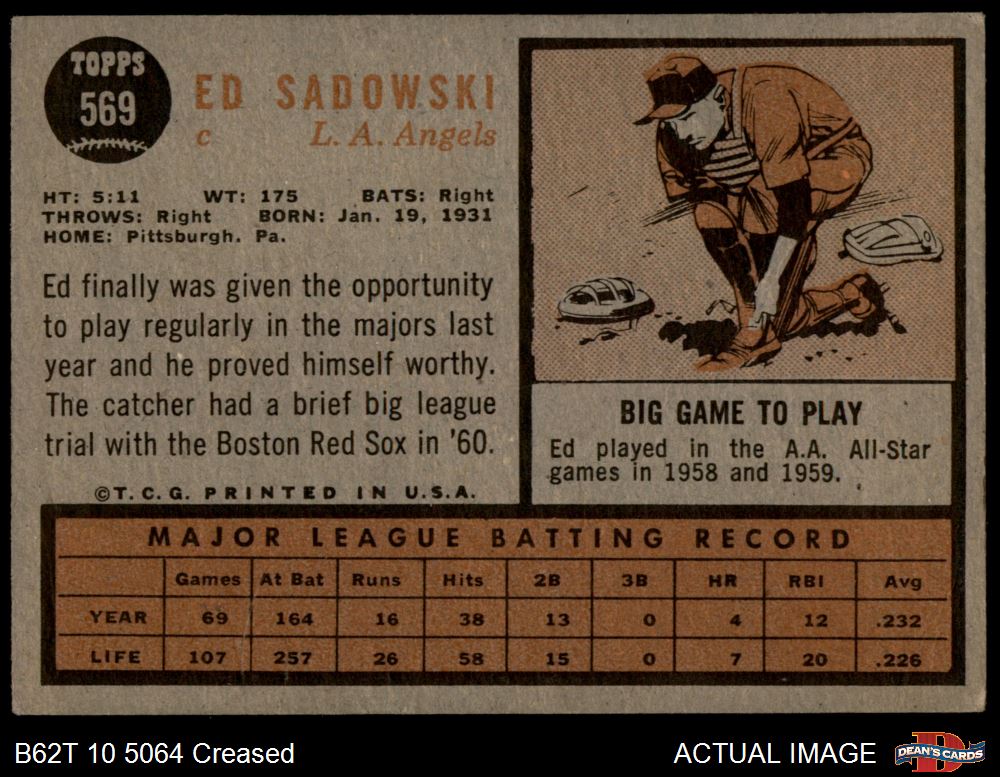 TOPPS
569
ED SADOWSKI
c L. A. Angels
HT: 5:11 WT: 175 BATS: Right
THROWS: Right BORN: Jan. 19, 1931
HOME: Pittsburgh. Pa.
Ed finally was given the opportunity
to play regularly in the majors last
year and he proved himself worthy.
The catcher had a brief big league
trial with the Boston Red Sox in '60.
©T. C. G. PRINTED IN U.S.A.
BIG GAME TO PLAY
Ed played in the A.A. All-Star
games in 1958 and 1959.
MAJOR LEAGUE BATTING RECORD
Games At Bat Runs Hits 2B 3B HR RBI Avg
YEAR 69 164 16 38 13 0 4 12 .232
LIFE 107 257 26 58 15 0 7 20 .226
B62T 10 5064 Creased ACTUAL IMAGE
DEAN'S CARDS